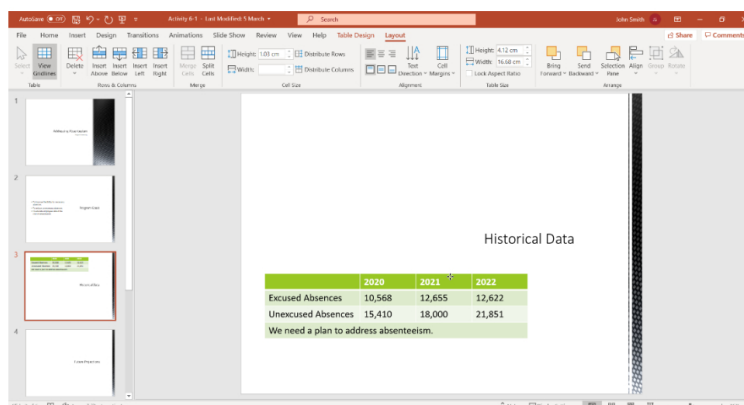 AutoSave Off Activity 6-1 - Last Modified: 5 March Search John Smith
File Home Insert Design Transitions Animations Slide Show Review View Help Table Design Layout Share Comments
Select View Gridlines Delete Insert Above Insert Below Insert Left Insert Right Merge Cells Split Cells
Height: 1.03 cm Distribute Rows
Width: Distribute Columns
Text Direction Cell Margins
Height: 4.12 cm
Width: 16.68 cm
Lock Aspect Ratio
Bring Forward Send Backward Selection Pane Align Group Rotate
Table Rows & Columns Merge Cell Size Alignment Table Size Arrange
1
2
3
4
Historical Data
2020 2021 2022
Excused Absences 10,568 12,655 12,622
Unexcused Absences 15,410 18,000 21,851
We need a plan to address absenteeism.